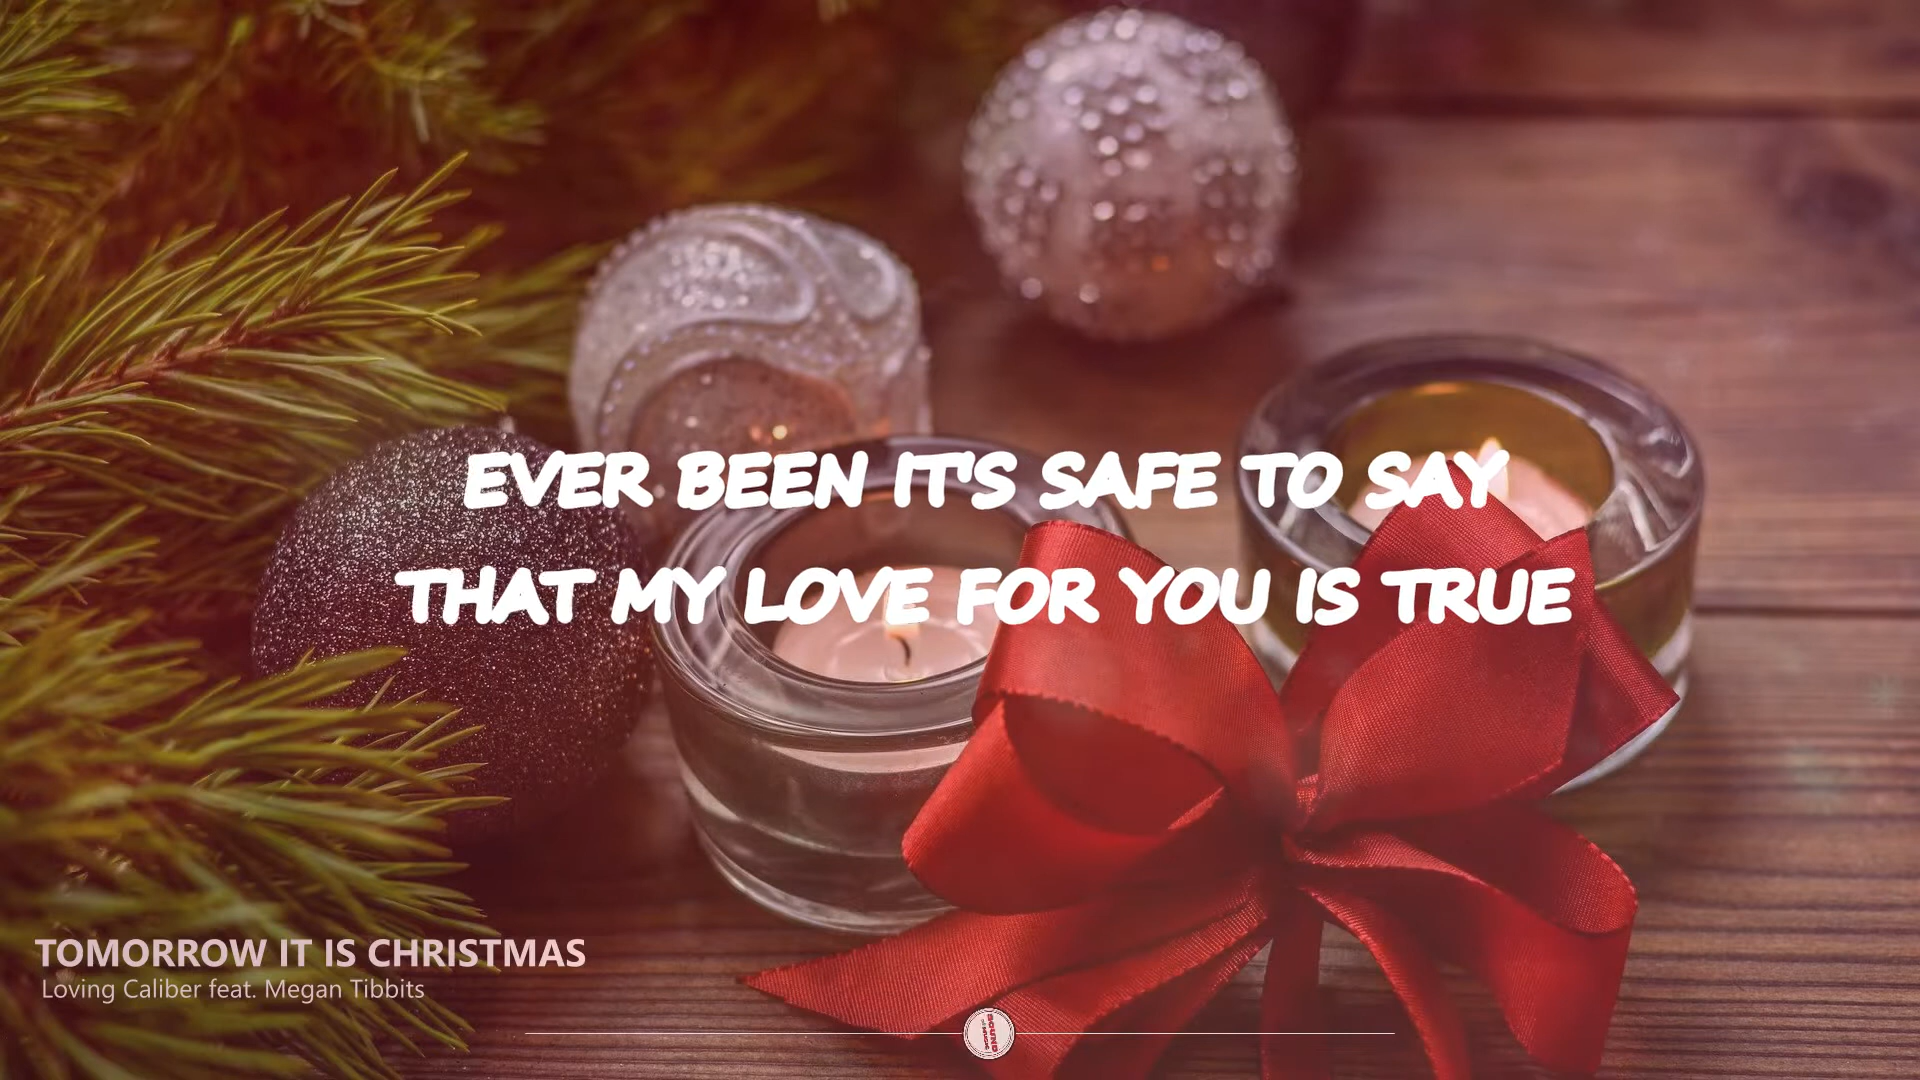 EVER BEEN IT'S SAFE TO SAY
THAT MY LOVE FOR YOU IS TRUE
TOMORROW IT IS CHRISTMAS
Loving Caliber feat. Megan Tibbits
SOUND